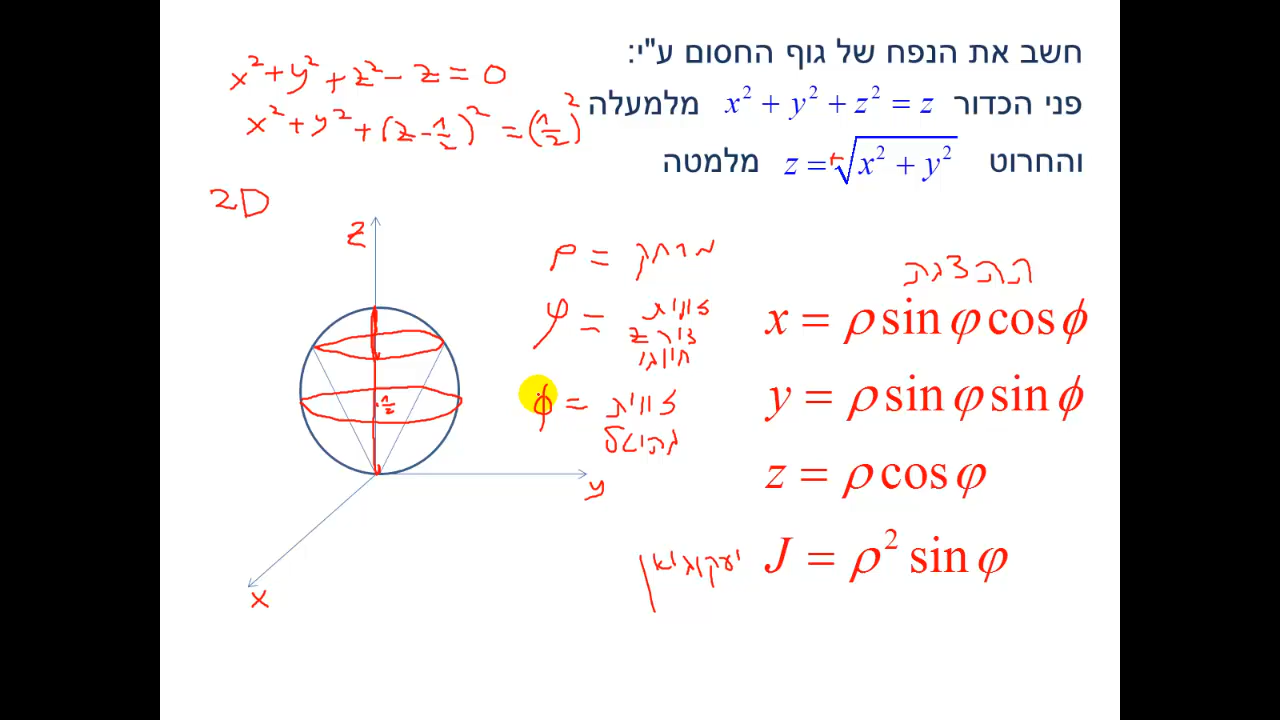 חשב את הנפח של גוף החסום ע"י:
פני הכדור x² + y² + z² = z מלמעלה
והחרוט z = +√(x² + y²) מלמטה
x² + y² + z² - z = 0
x² + y² + (z - 1/2)² = (1/2)²
2D
z
1/2
y
x
ρ = מרחק
φ = זווית
ציר z
חיובי
ϕ = זווית
ההצגה
x = ρ sin φ cos ϕ
y = ρ sin φ sin ϕ
z = ρ cos φ
יעקוביאן J = ρ² sin φ